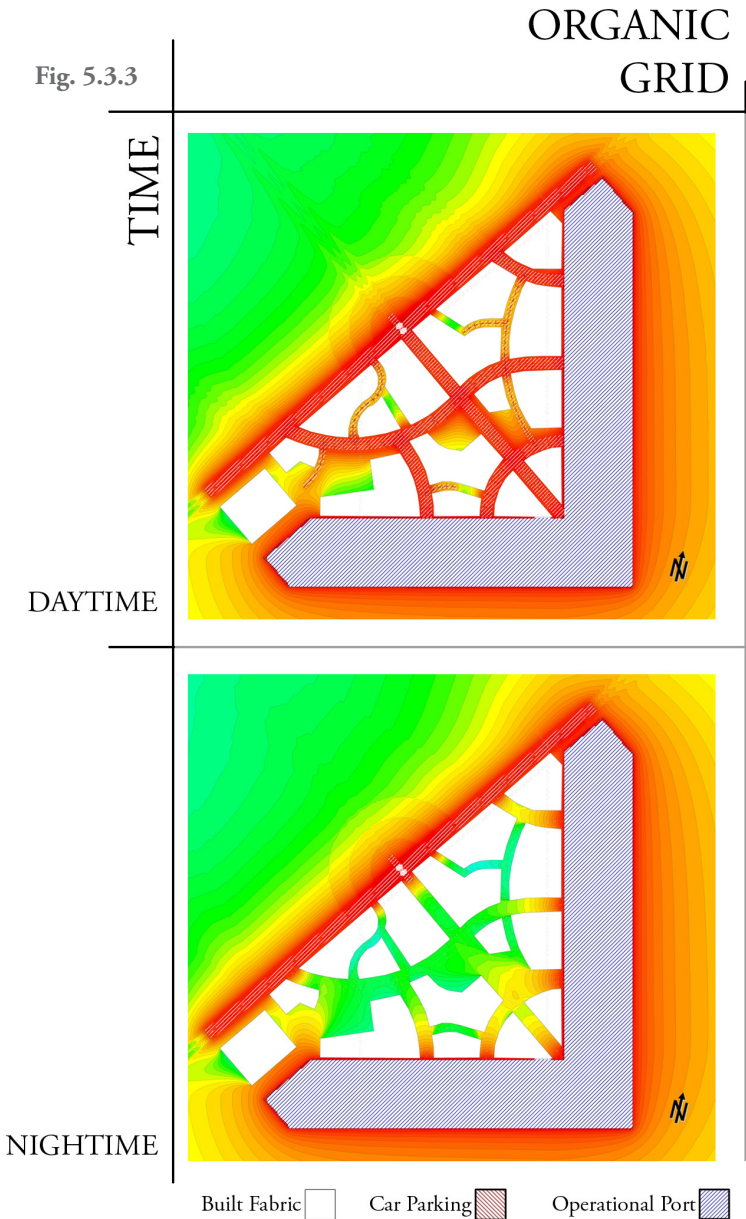 ORGANIC
GRID
Fig. 5.3.3
TIME
N
DAYTIME
N
NIGHTIME
Built Fabric
Car Parking
Operational Port